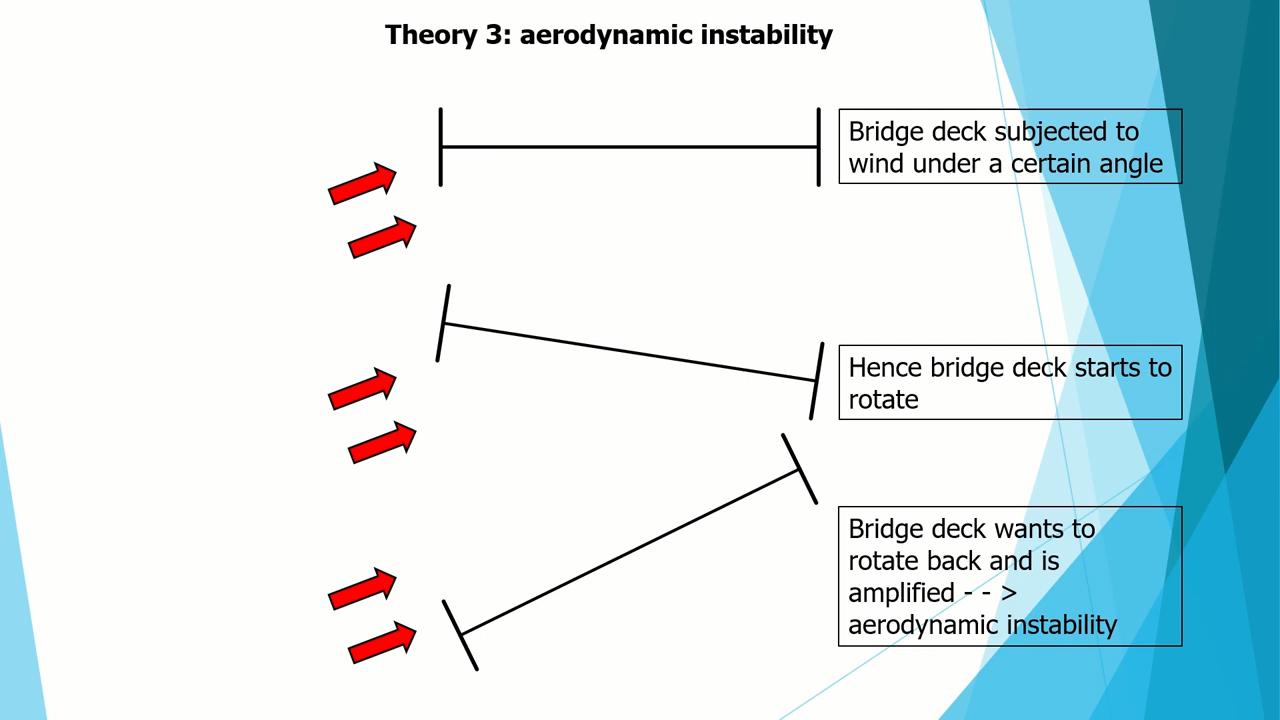 Theory 3: aerodynamic instability
Bridge deck subjected to
wind under a certain angle
Hence bridge deck starts to
rotate
Bridge deck wants to
rotate back and is
amplified - - >
aerodynamic instability